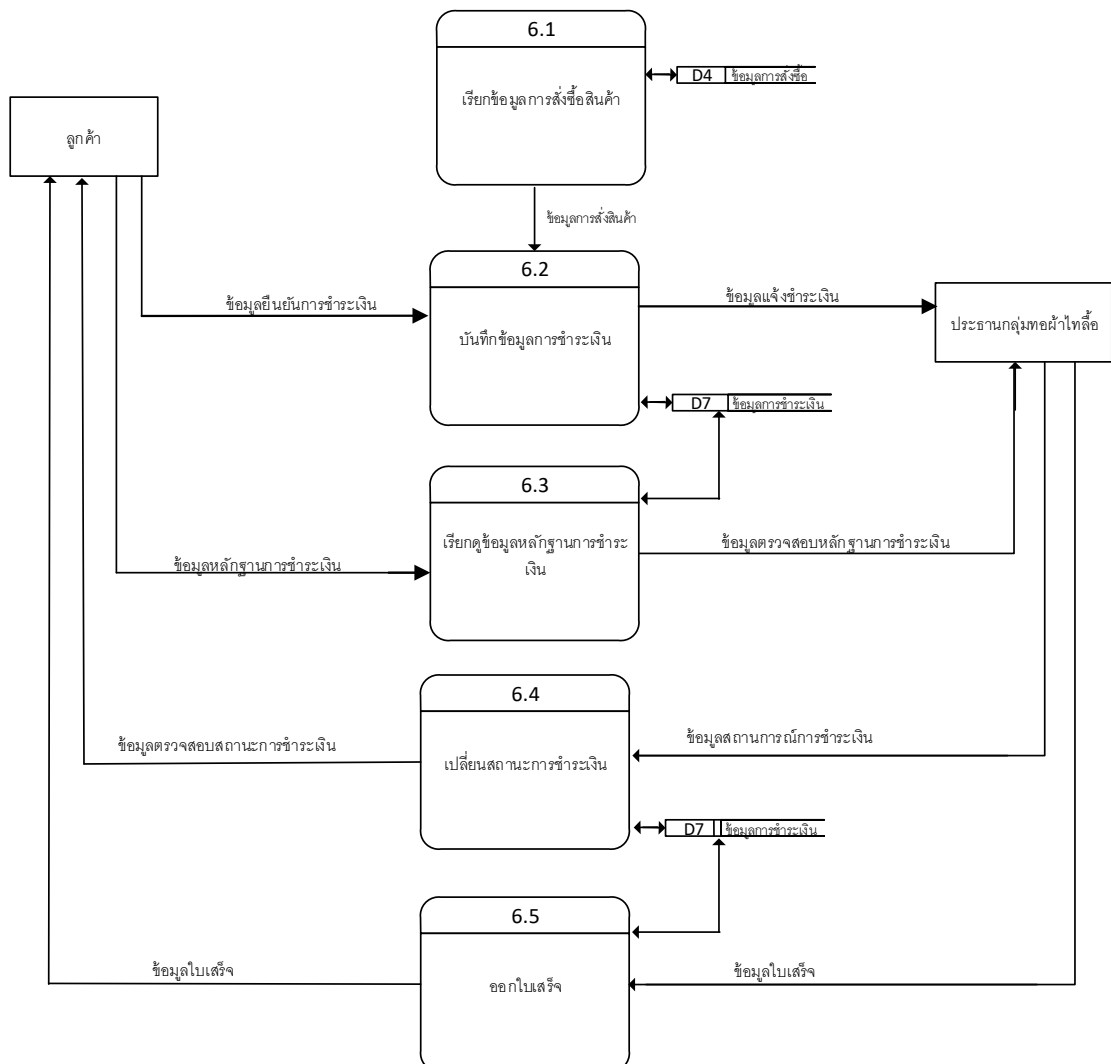 6.1
D4 ข้อมูลการสั่งซื้อ
เรียกข้อมูลการสั่งซื้อสินค้า
ลูกค้า
ข้อมูลการสั่งสินค้า
6.2
ข้อมูลยืนยันการชำระเงิน
ข้อมูลแจ้งชำระเงิน
บันทึกข้อมูลการชำระเงิน
ประธานกลุ่มทอผ้าไทลื้อ
D7 ข้อมูลการชำระเงิน
6.3
เรียกดูข้อมูลหลักฐานการชำระ
เงิน
ข้อมูลตรวจสอบหลักฐานการชำระเงิน
ข้อมูลหลักฐานการชำระเงิน
6.4
ข้อมูลตรวจสอบสถานะการชำระเงิน
ข้อมูลสถานการณ์การชำระเงิน
เปลี่ยนสถานะการชำระเงิน
D7 ข้อมูลการชำระเงิน
6.5
ข้อมูลใบเสร็จ
ข้อมูลใบเสร็จ
ออกใบเสร็จ